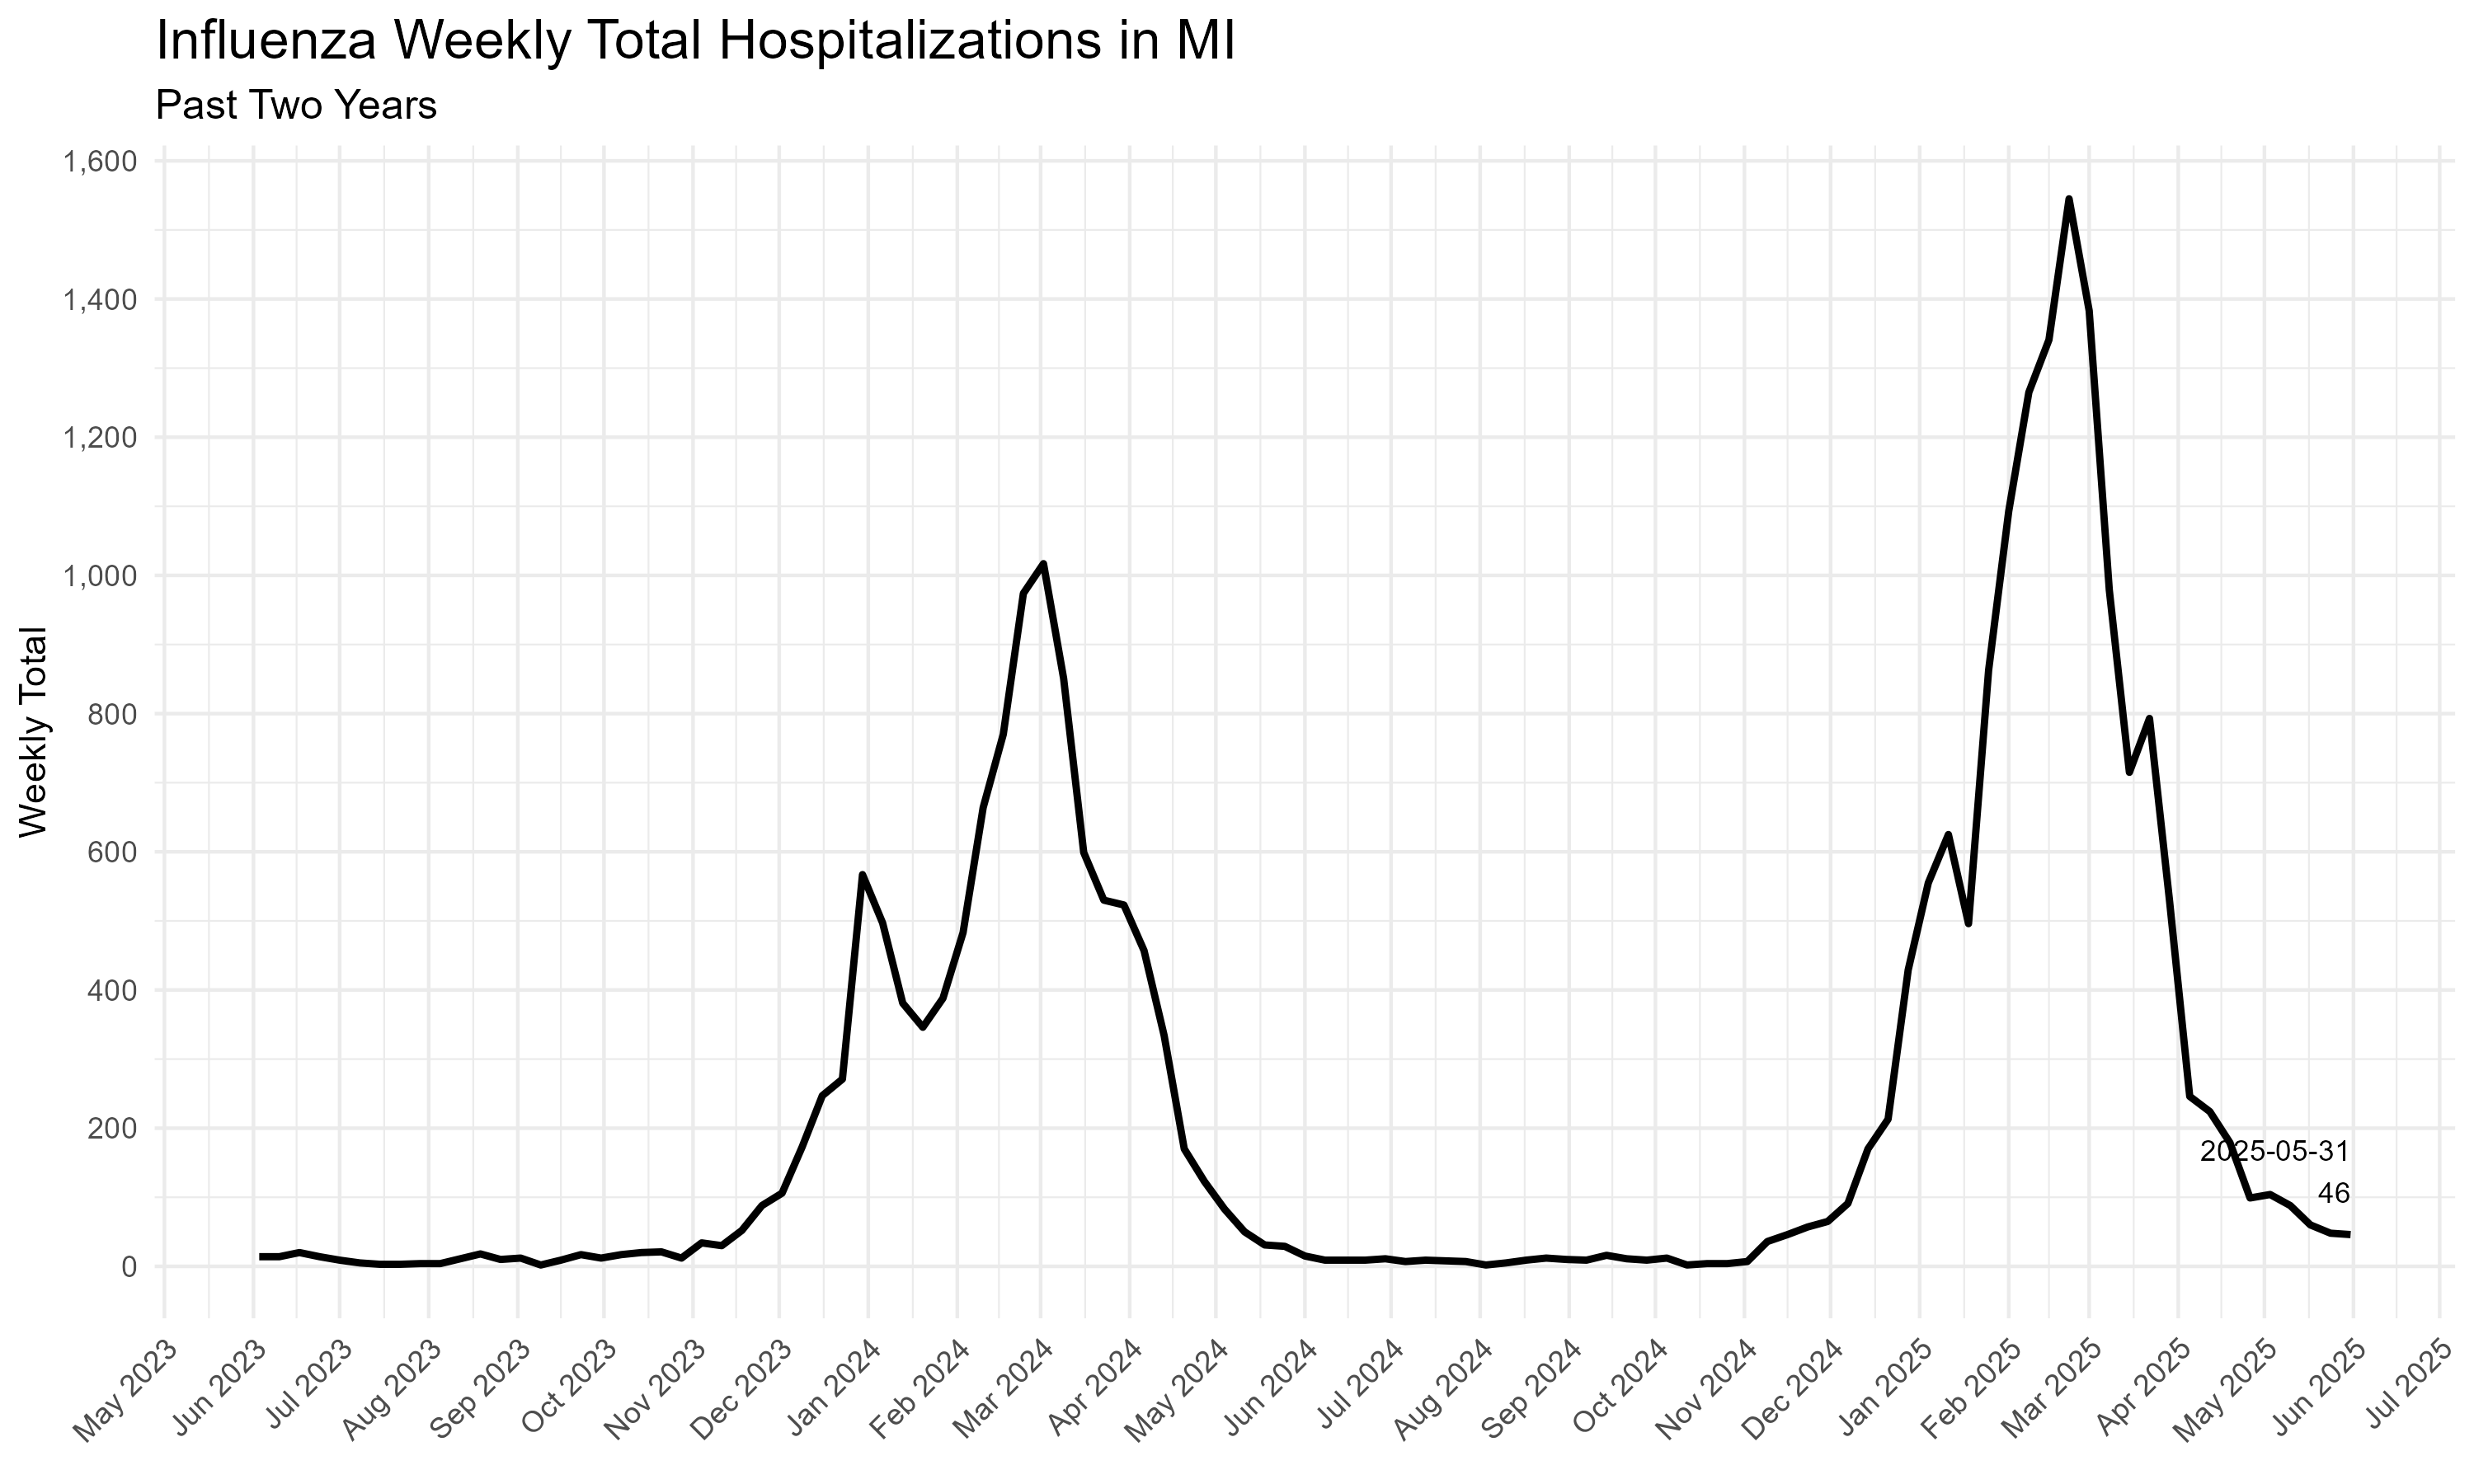 Influenza Weekly Total Hospitalizations in MI
Past Two Years
1,600
1,400
1,200
1,000
800
600
400
200
0
Weekly Total
2025-05-31
46
May 2023
Jun 2023
Jul 2023
Aug 2023
Sep 2023
Oct 2023
Nov 2023
Dec 2023
Jan 2024
Feb 2024
Mar 2024
Apr 2024
May 2024
Jun 2024
Jul 2024
Aug 2024
Sep 2024
Oct 2024
Nov 2024
Dec 2024
Jan 2025
Feb 2025
Mar 2025
Apr 2025
May 2025
Jun 2025
Jul 2025